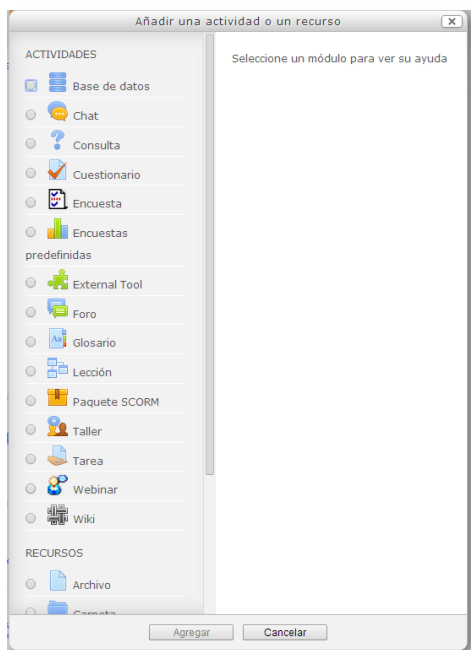 Añadir una actividad o un recurso
ACTIVIDADES
Seleccione un módulo para ver su ayuda
Base de datos
Chat
Consulta
Cuestionario
Encuesta
Encuestas
predefinidas
External Tool
Foro
Glosario
Lección
Paquete SCORM
Taller
Tarea
Webinar
Wiki
RECURSOS
Archivo
Carpeta
Agregar
Cancelar